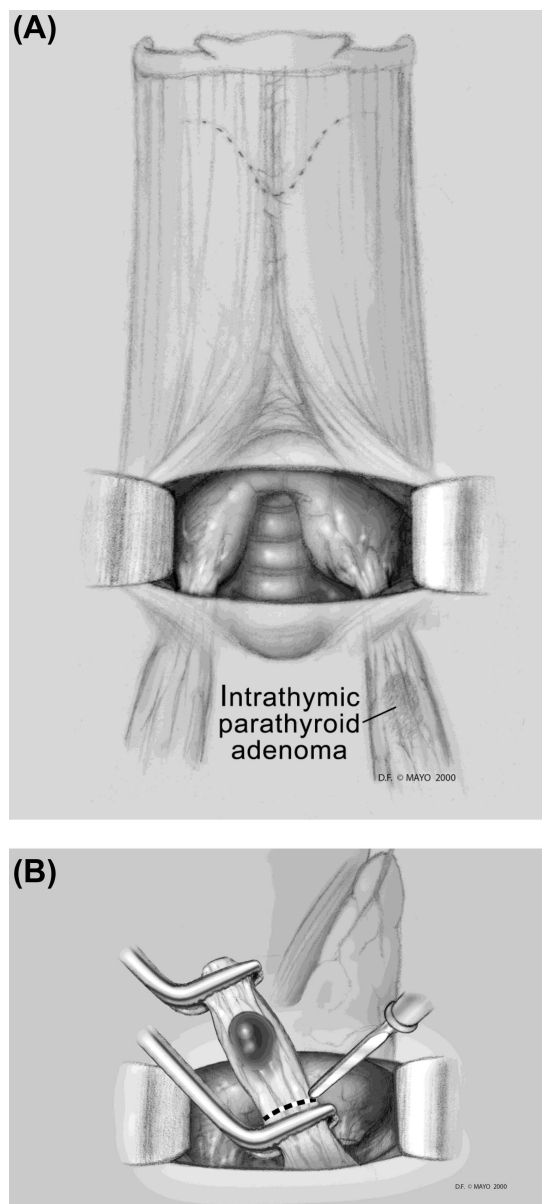 (A)
Intrathymic
parathyroid
adenoma
D.F. © MAYO 2000
(B)
D.F. © MAYO 2000